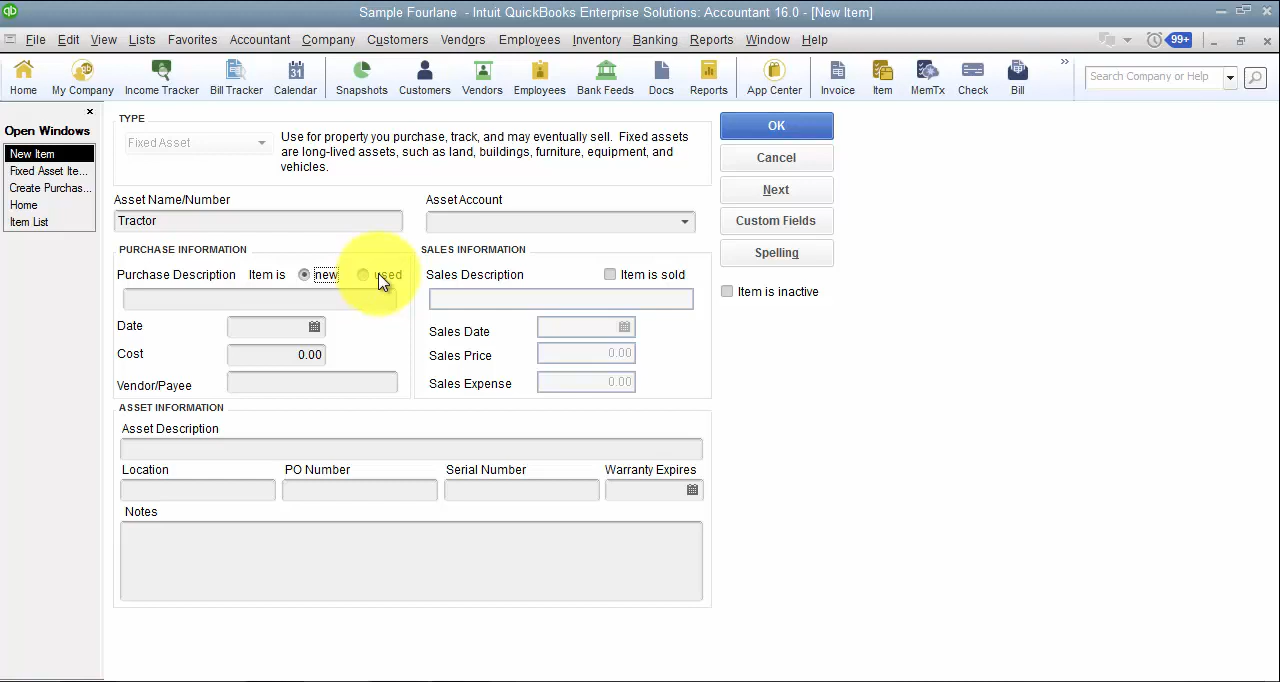 qb
Sample Fourlane - Intuit QuickBooks Enterprise Solutions: Accountant 16.0 - [New Item]
File Edit View Lists Favorites Accountant Company Customers Vendors Employees Inventory Banking Reports Window Help
99+
Home My Company Income Tracker Bill Tracker Calendar Snapshots Customers Vendors Employees Bank Feeds Docs Reports App Center Invoice Item MemTx Check Bill
31
»
Search Company or Help
Open Windows
New Item
Fixed Asset Ite...
Create Purchas...
Home
Item List
TYPE
Fixed Asset
Use for property you purchase, track, and may eventually sell. Fixed assets
are long-lived assets, such as land, buildings, furniture, equipment, and
vehicles.
Asset Name/Number
Tractor
Asset Account
PURCHASE INFORMATION
Purchase Description Item is new used
Date
Cost 0.00
Vendor/Payee
SALES INFORMATION
Sales Description Item is sold
Sales Date
Sales Price 0.00
Sales Expense 0.00
ASSET INFORMATION
Asset Description
Location PO Number Serial Number Warranty Expires
Notes
OK
Cancel
Next
Custom Fields
Spelling
Item is inactive